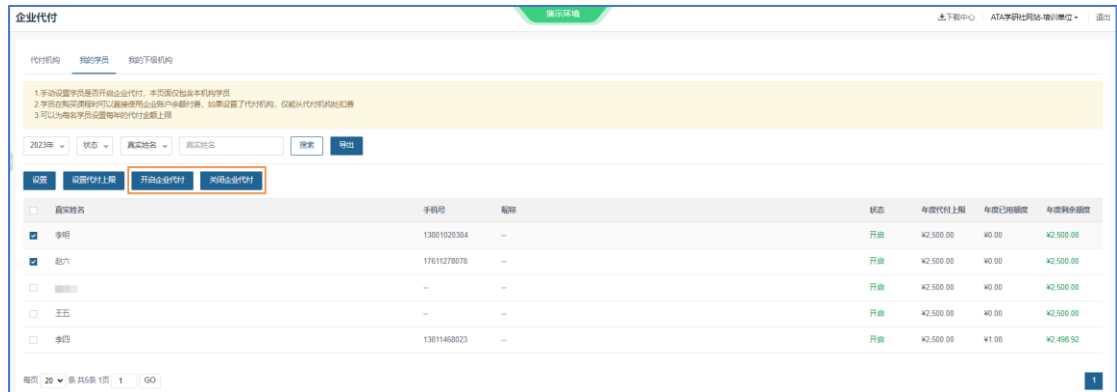 企业代付
演示环境
下载中心 ATA学研社网站-培训单位 退出
代付机构 我的学员 我的下级机构
1.手动设置学员是否开启企业代付，本页面仅包含本机构学员
2.学员在购买课程时可以直接使用企业账户余额付费，如果设置了代付机构，仅能从代付机构处扣费
3.可以为每名学员设置每年的代付金额上限
2023年 状态 真实姓名 真实姓名 搜索 导出
设置 设置代付上限 开启企业代付 关闭企业代付
真实姓名 手机号 昵称 状态 年度代付上限 年度已用额度 年度剩余额度
李明 13801020304 -- 开启 ¥2,500.00 ¥0.00 ¥2,500.00
赵六 17611278078 -- 开启 ¥2,500.00 ¥0.00 ¥2,500.00
-- -- 开启 ¥2,500.00 ¥0.00 ¥2,500.00
王五 -- -- 开启 ¥2,500.00 ¥0.00 ¥2,500.00
李四 13811468023 -- 开启 ¥2,500.00 ¥1.08 ¥2,498.92
每页 20 条,共5条 1页 1 GO 1